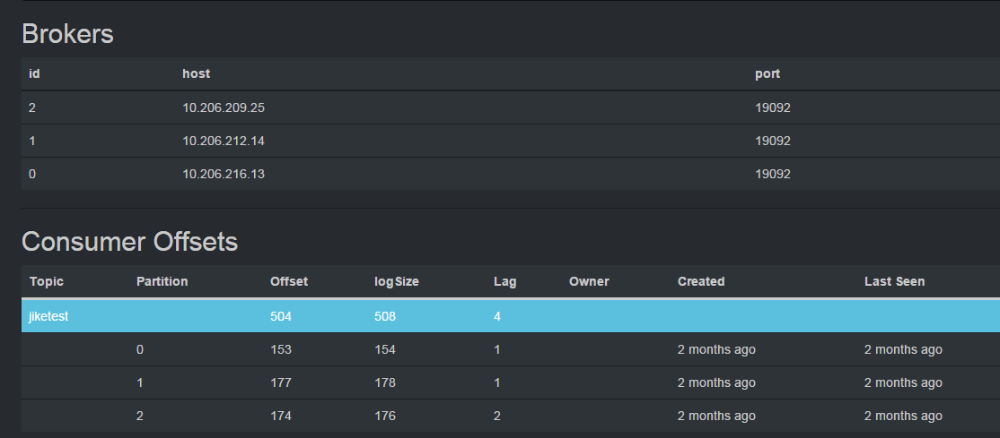 Brokers
id host port
2 10.206.209.25 19092
1 10.206.212.14 19092
0 10.206.216.13 19092
Consumer Offsets
Topic Partition Offset logSize Lag Owner Created Last Seen
jiketest 504 508 4
0 153 154 1 2 months ago 2 months ago
1 177 178 1 2 months ago 2 months ago
2 174 176 2 2 months ago 2 months ago